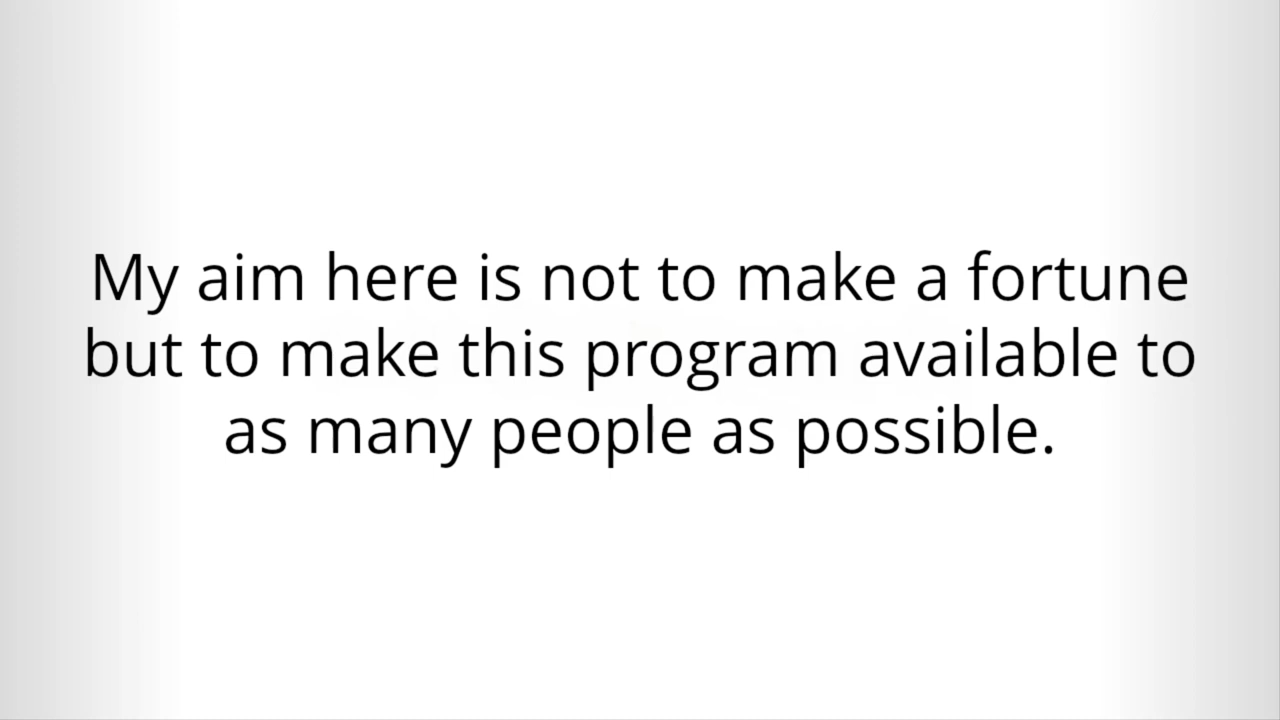 My aim here is not to make a fortune
but to make this program available to
as many people as possible.